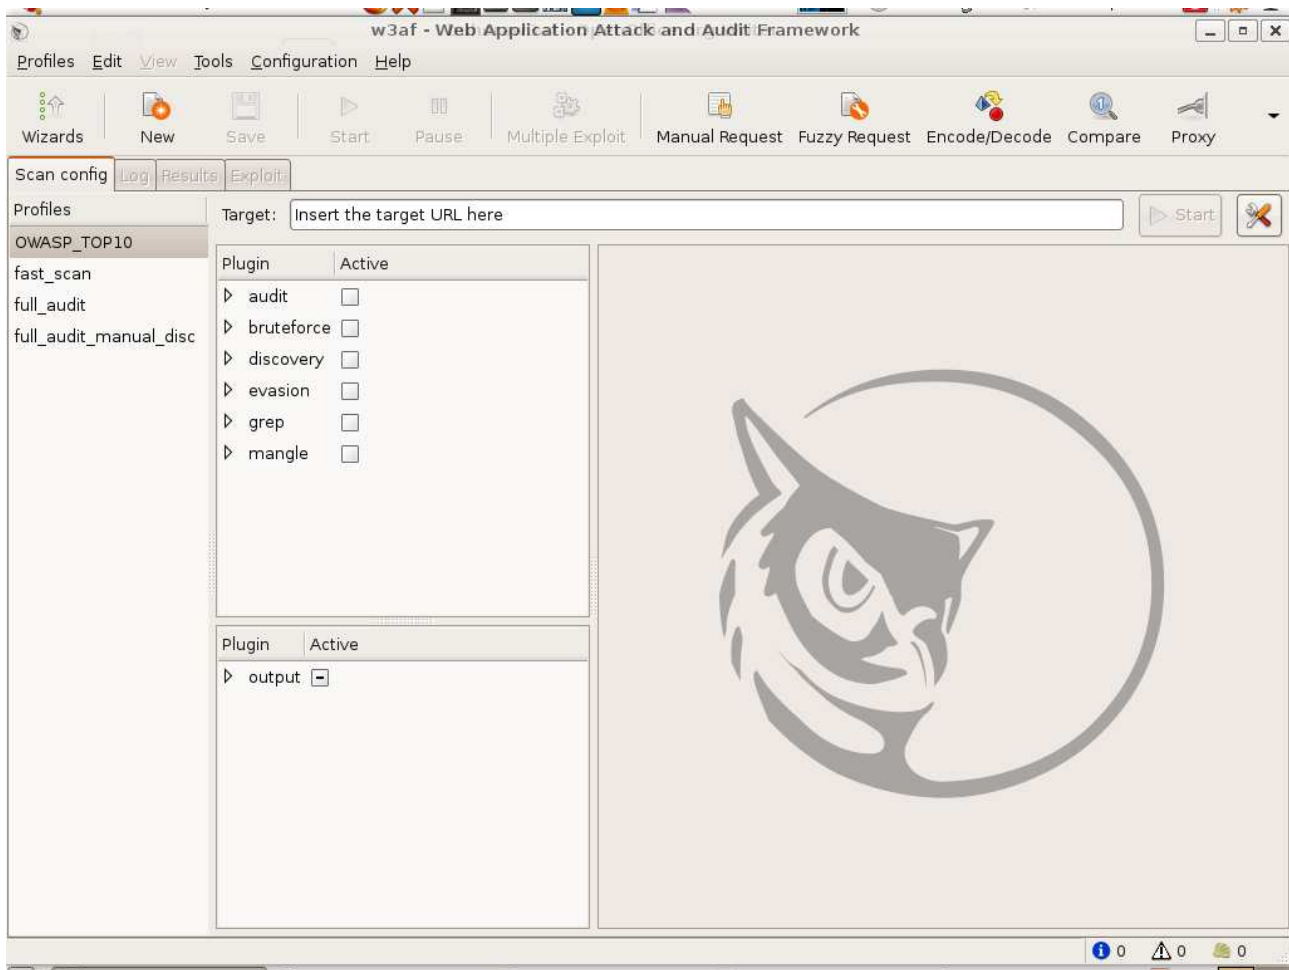 w3af - Web Application Attack and Audit Framework
Profiles Edit View Tools Configuration Help
Wizards New Save Start Pause Multiple Exploit Manual Request Fuzzy Request Encode/Decode Compare Proxy
Scan config Log Results Exploit
Profiles
Target: Insert the target URL here Start
OWASP_TOP10
fast_scan
full_audit
full_audit_manual_disc
Plugin Active
audit
bruteforce
discovery
evasion
grep
mangle
Plugin Active
output
0 0 0